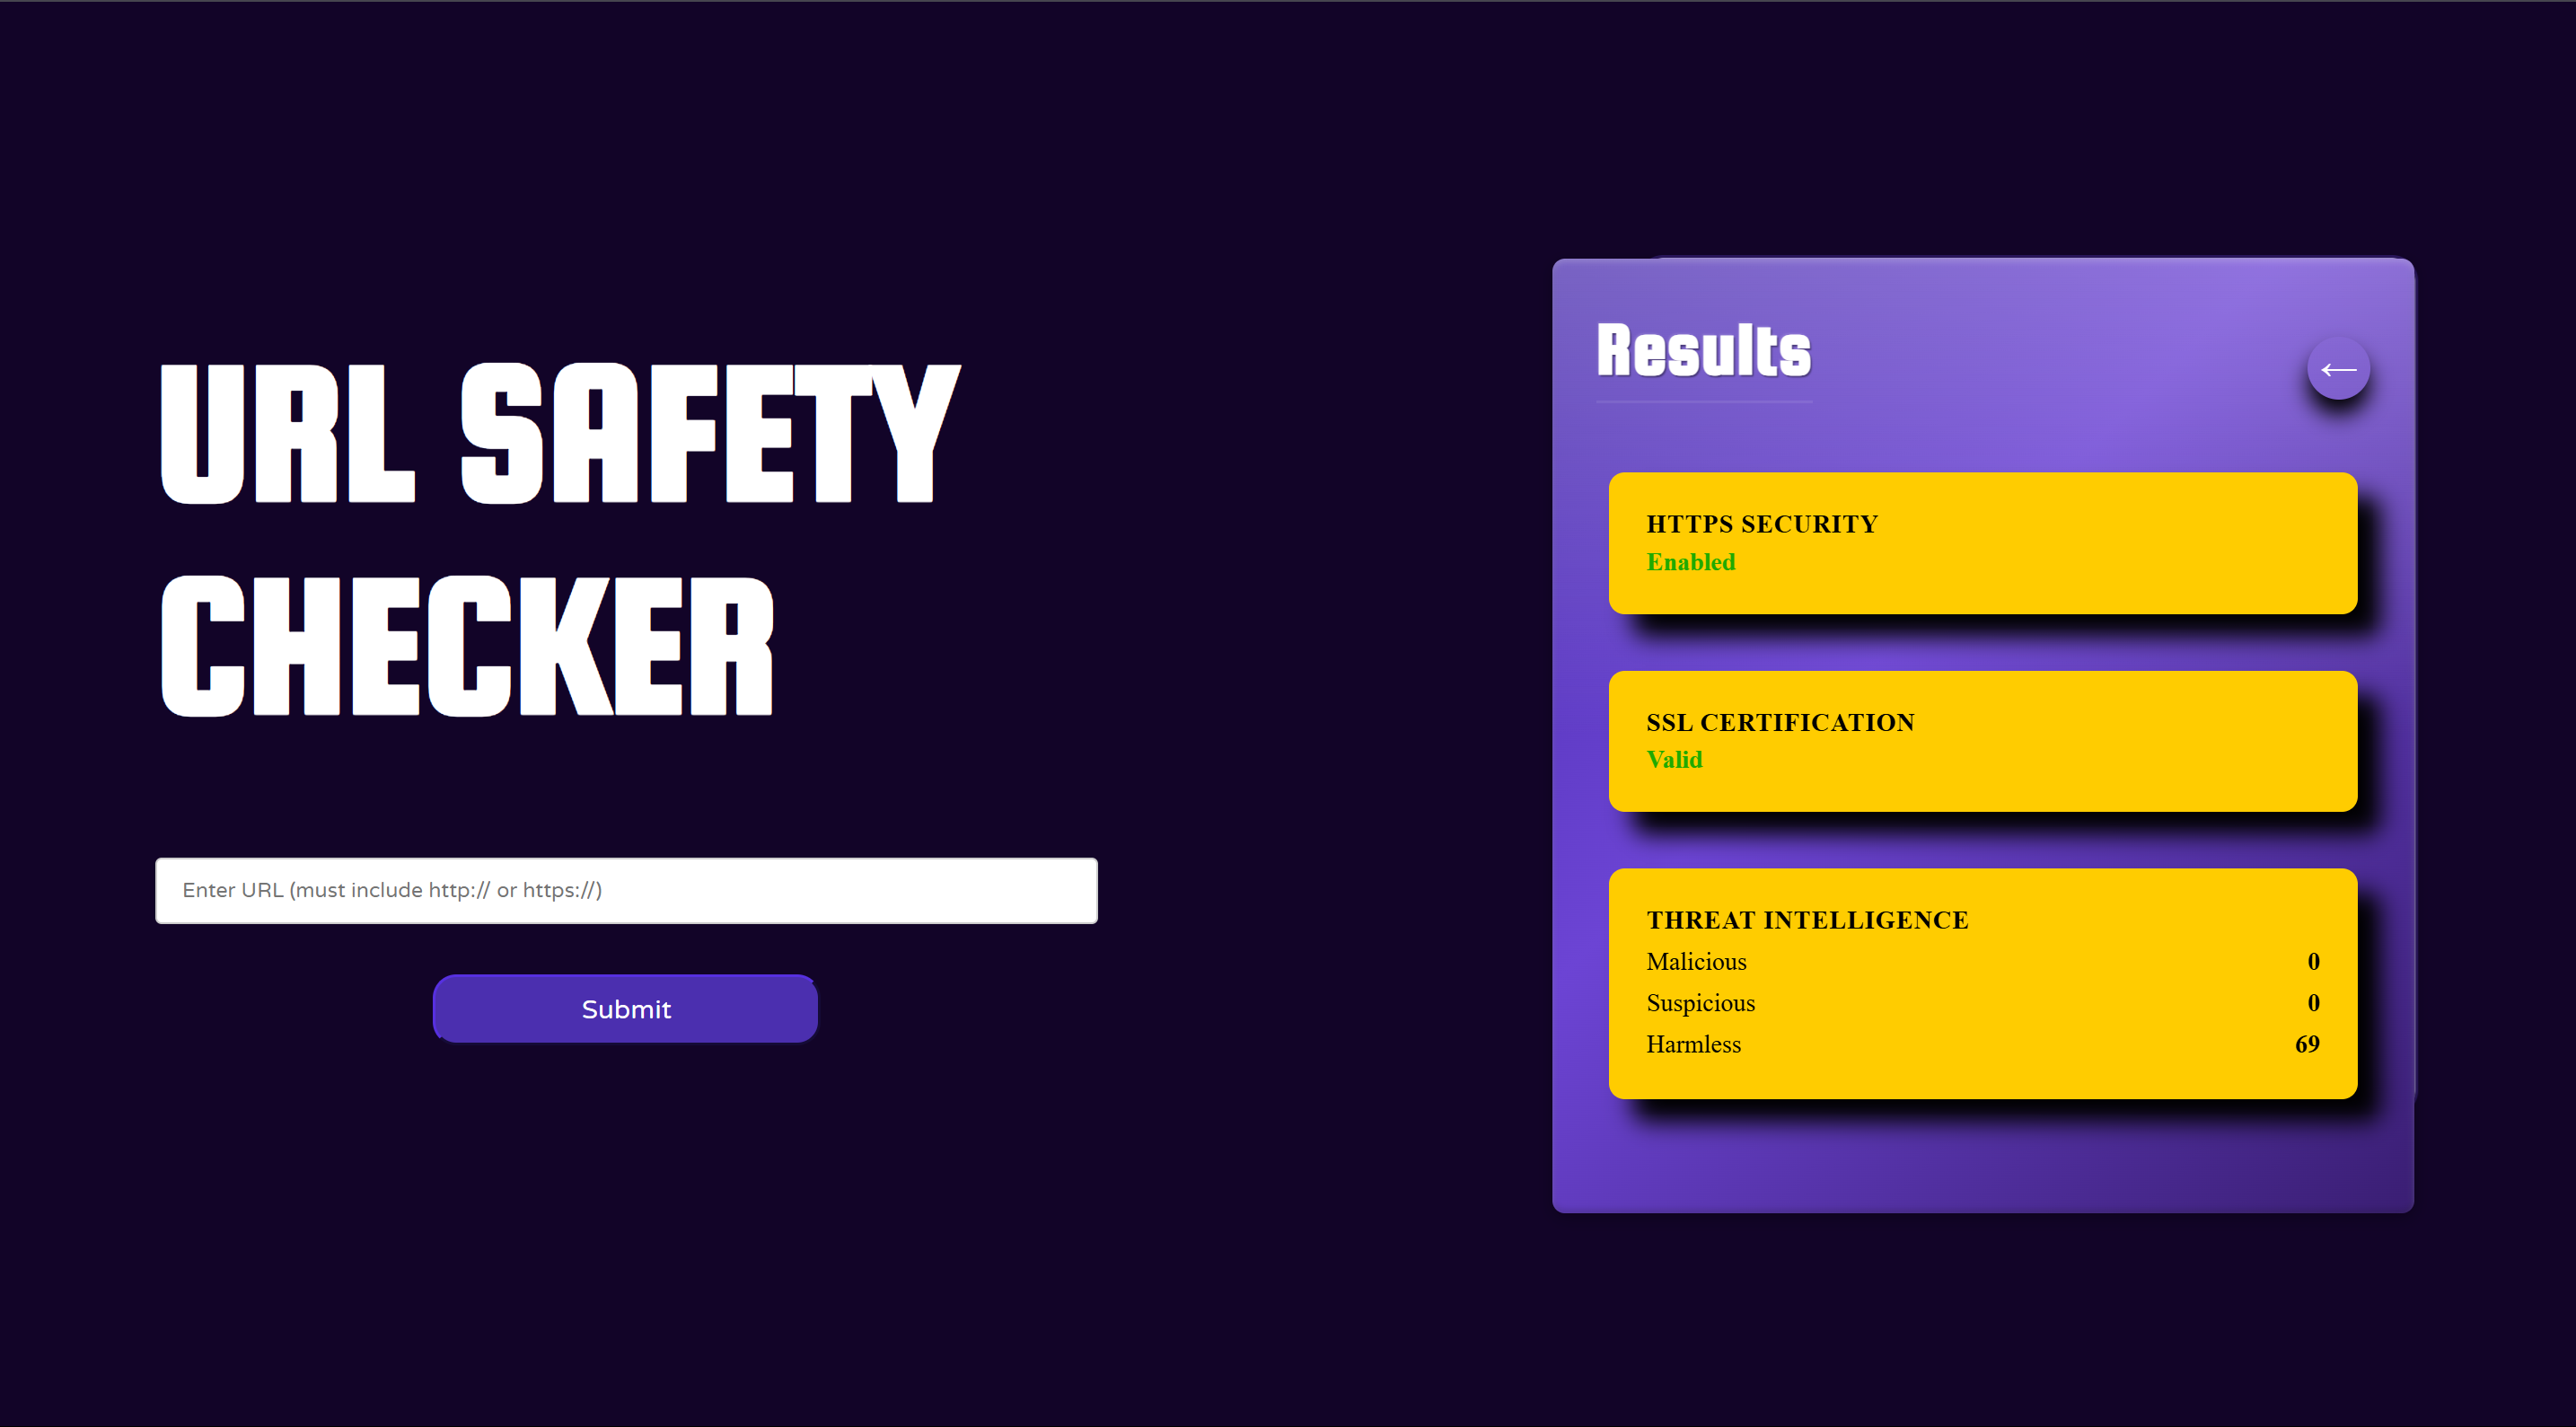 URL SAFETY
CHECKER
Enter URL (must include http:// or https://)
Submit
Results
←
HTTPS SECURITY
Enabled
SSL CERTIFICATION
Valid
THREAT INTELLIGENCE
Malicious 0
Suspicious 0
Harmless 69